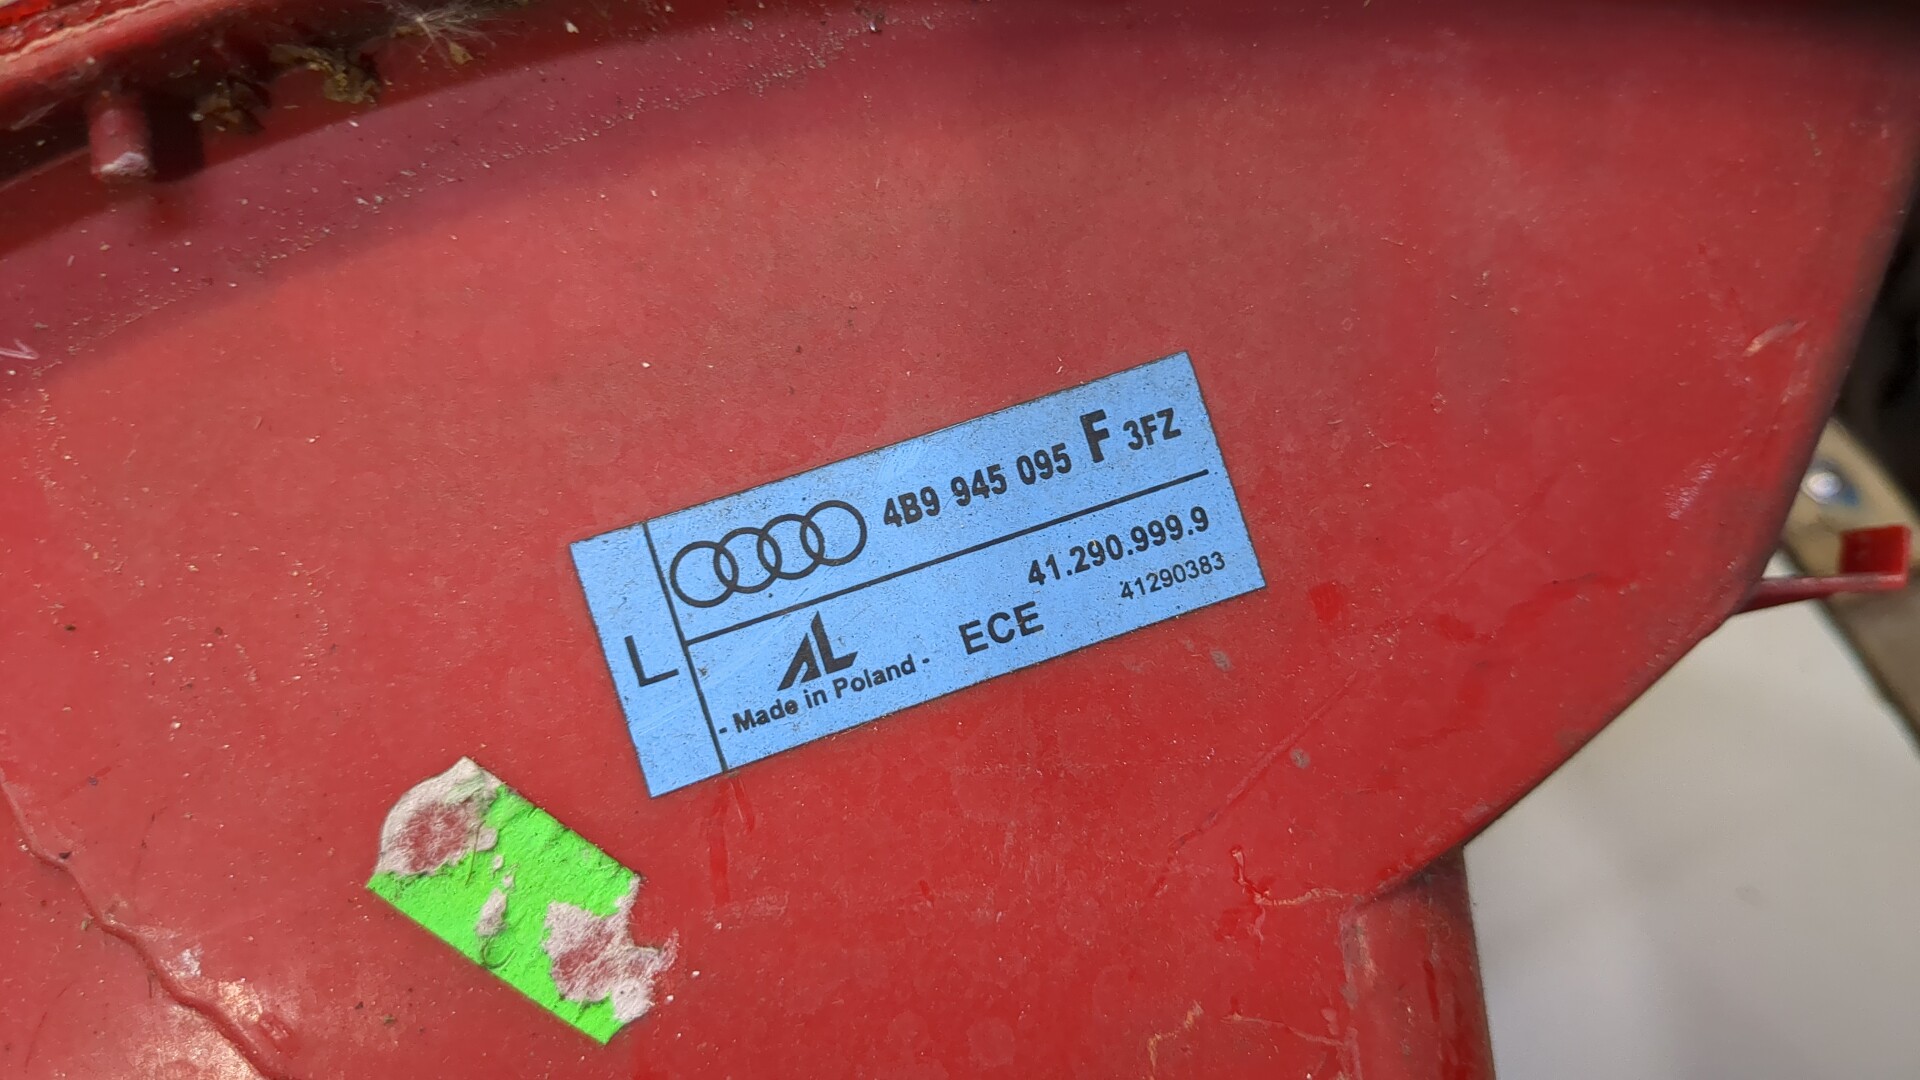 4B9 945 095 F 3FZ
L
41.290.999.9
AL
ECE
41290383
- Made in Poland -